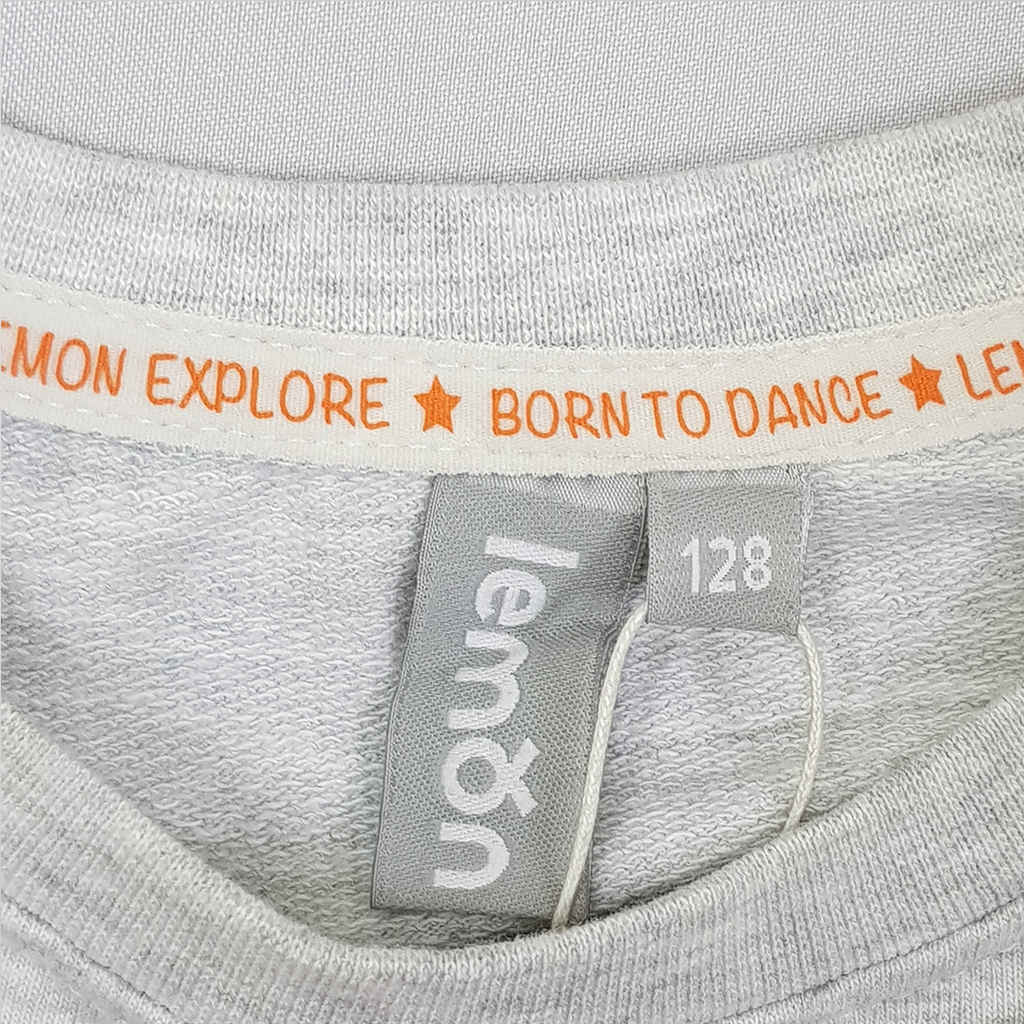 EMON EXPLORE ★ BORN TO DANCE ★ LE
lemon
128